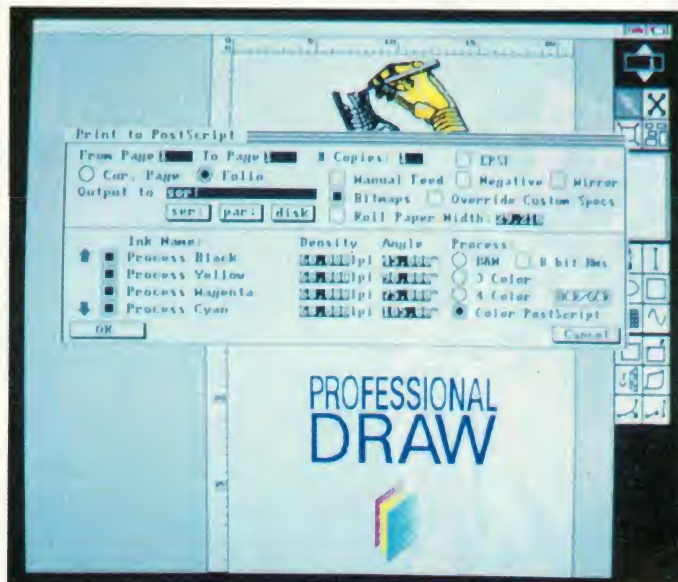 Print to PostScript
From Page To Page # Copies: EPSF
Cur. Page Folio Manual Feed Negative Mirror
Output to ser: Bitmaps Override Custom Specs
ser: par: disk Roll Paper Width:
Ink Name: Density Angle Process
Process Black lpi B&W 8 bit
Process Yellow lpi 3 Color
Process Magenta lpi 4 Color UCR/GCR
Process Cyan lpi Color PostScript
OK Cancel
PROFESSIONAL
DRAW